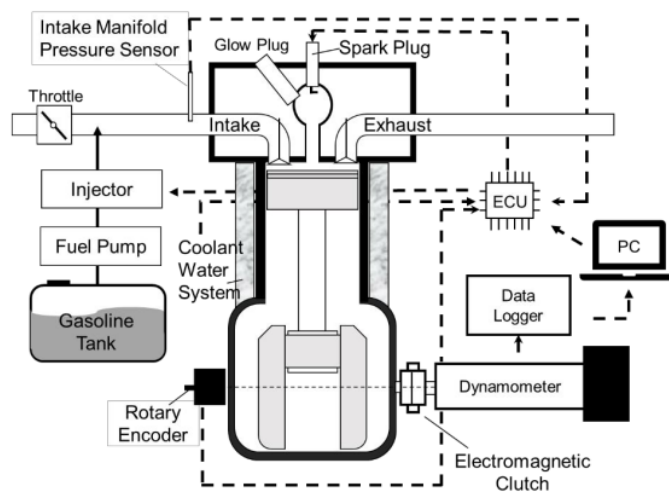 Intake Manifold
Pressure Sensor
Glow Plug
Spark Plug
Throttle
Intake
Exhaust
Injector
ECU
Fuel Pump
Coolant
Water
System
PC
Gasoline
Tank
Data
Logger
Dynamometer
Rotary
Encoder
Electromagnetic
Clutch